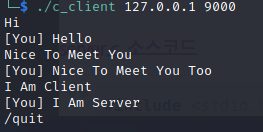 └─$ ./c_client 127.0.0.1 9000
Hi
[You] Hello
Nice To Meet You
[You] Nice To Meet You Too
I Am Client
[You] I Am Server
/quit